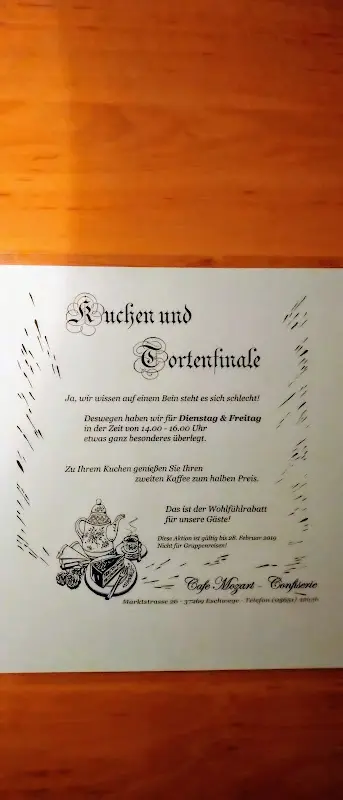 Kuchen und
Tortenfinale
Ja, wir wissen auf einem Bein steht es sich schlecht!
Deswegen haben wir für Dienstag & Freitag
in der Zeit von 14.00 - 16.00 Uhr
etwas ganz besonderes überlegt.
Zu Ihrem Kuchen genießen Sie Ihren
zweiten Kaffee zum halben Preis.
Das ist der Wohlfühlrabatt
für unsere Gäste!
Diese Aktion ist gültig bis 28. Februar 2019
Nicht für Gruppenreisen!
Cafe Mozart - Confiserie
Marktstrasse 26 - 37269 Eschwege - Telefon